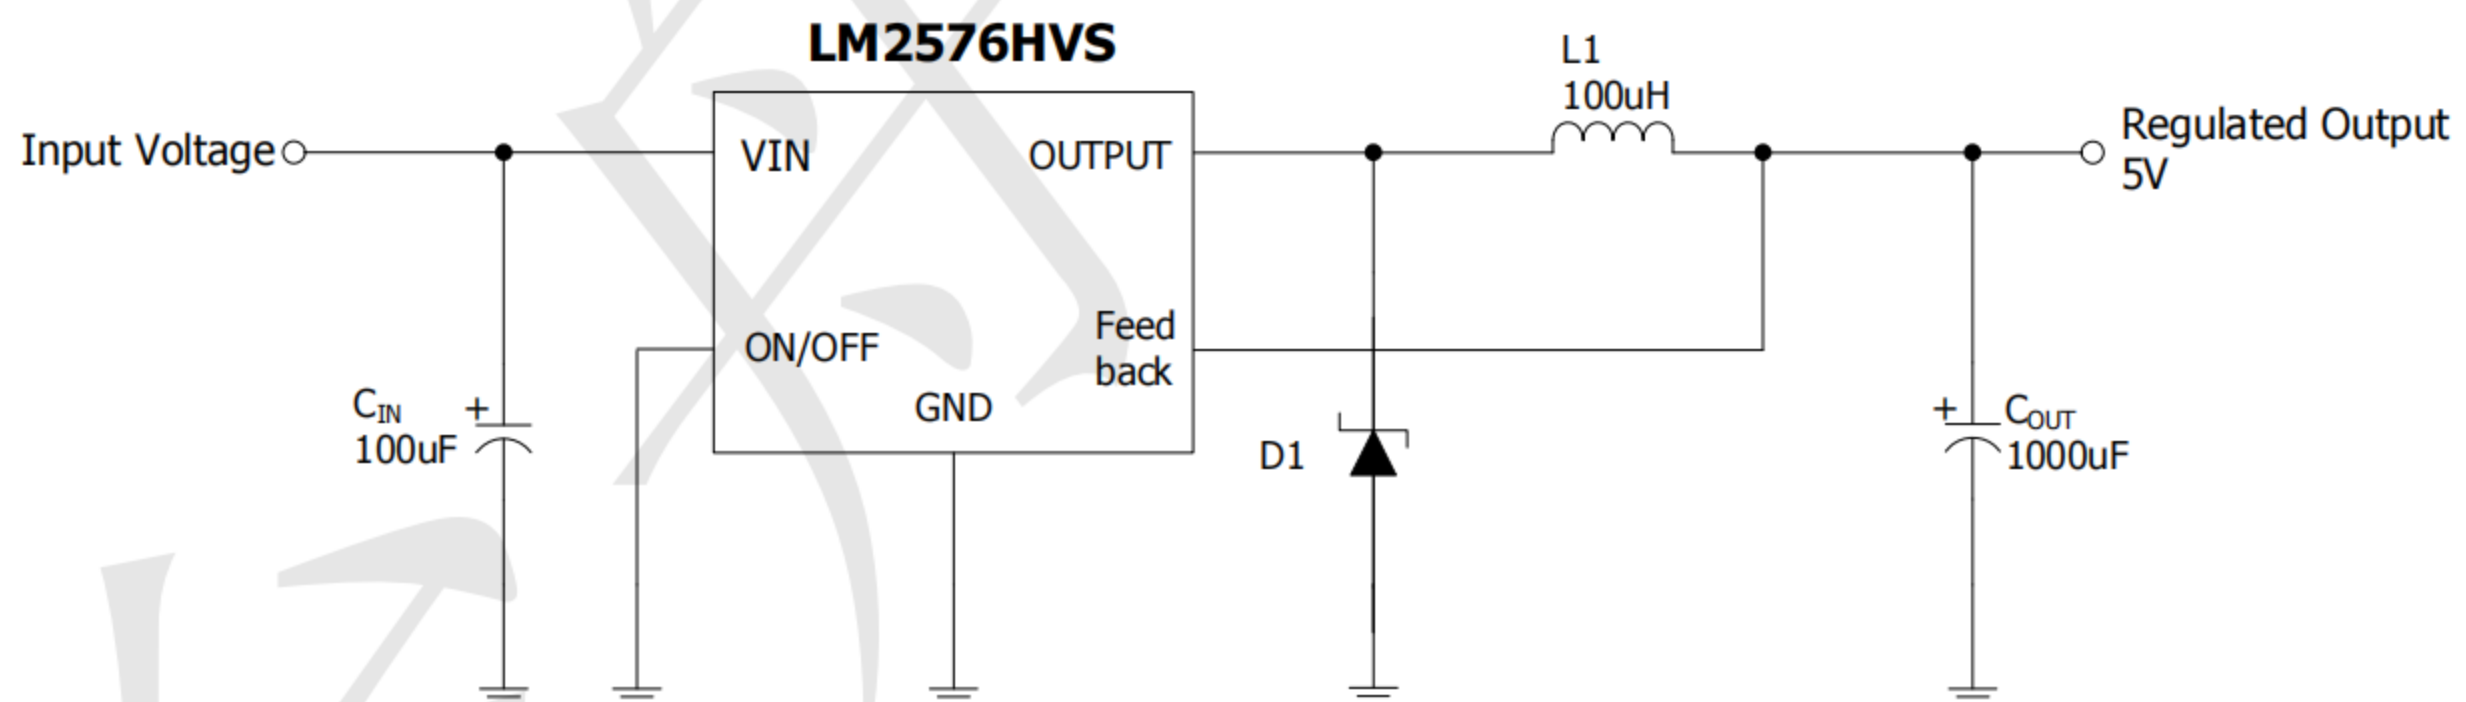 LM2576HVS
L1
100uH
Input Voltage
VIN
OUTPUT
Regulated Output
5V
ON/OFF
Feed
back
GND
CIN
100uF
+
D1
+
COUT
1000uF